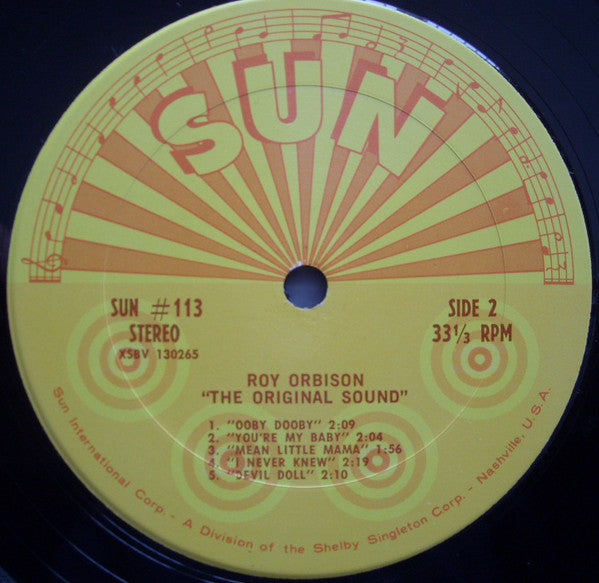 SUN
SUN #113
STEREO
XSBV 130265
SIDE 2
33⅓ RPM
ROY ORBISON
"THE ORIGINAL SOUND"
1. "OOBY DOOBY" 2:09
2. "YOU'RE MY BABY" 2:04
3. "MEAN LITTLE MAMA" 1:56
4. "I NEVER KNEW" 2:19
5. "DEVIL DOLL" 2:10
Sun International Corp. - A Division of the Shelby Singleton Corp. - Nashville, U.S.A.